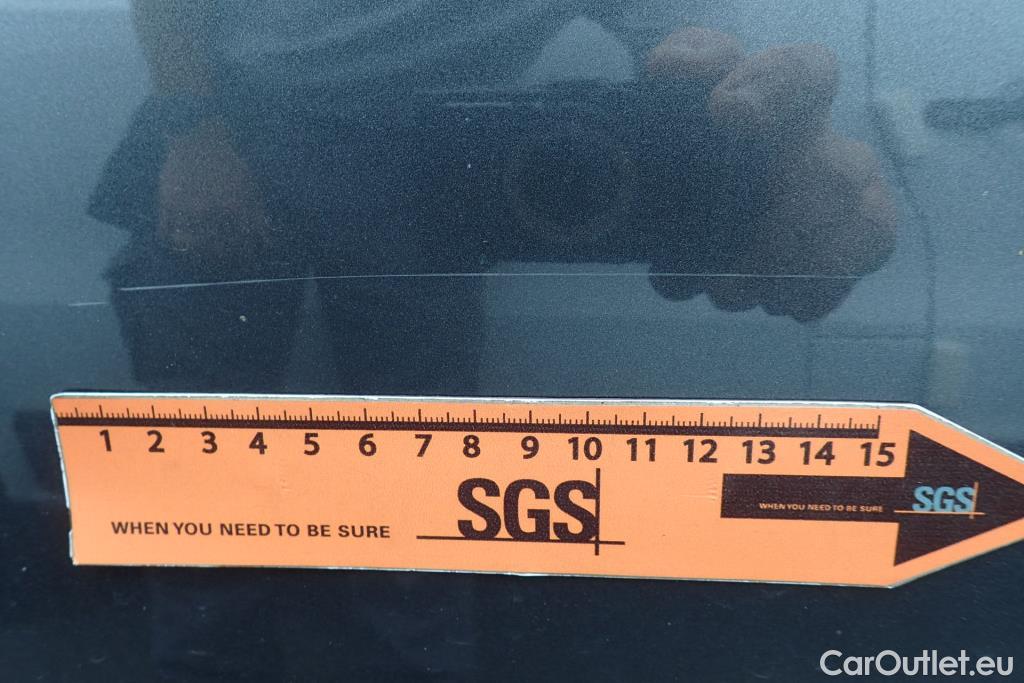 1 2 3 4 5 6 7 8 9 10 11 12 13 14 15
SGS
WHEN YOU NEED TO BE SURE
WHEN YOU NEED TO BE SURE
SGS
CarOutlet.eu